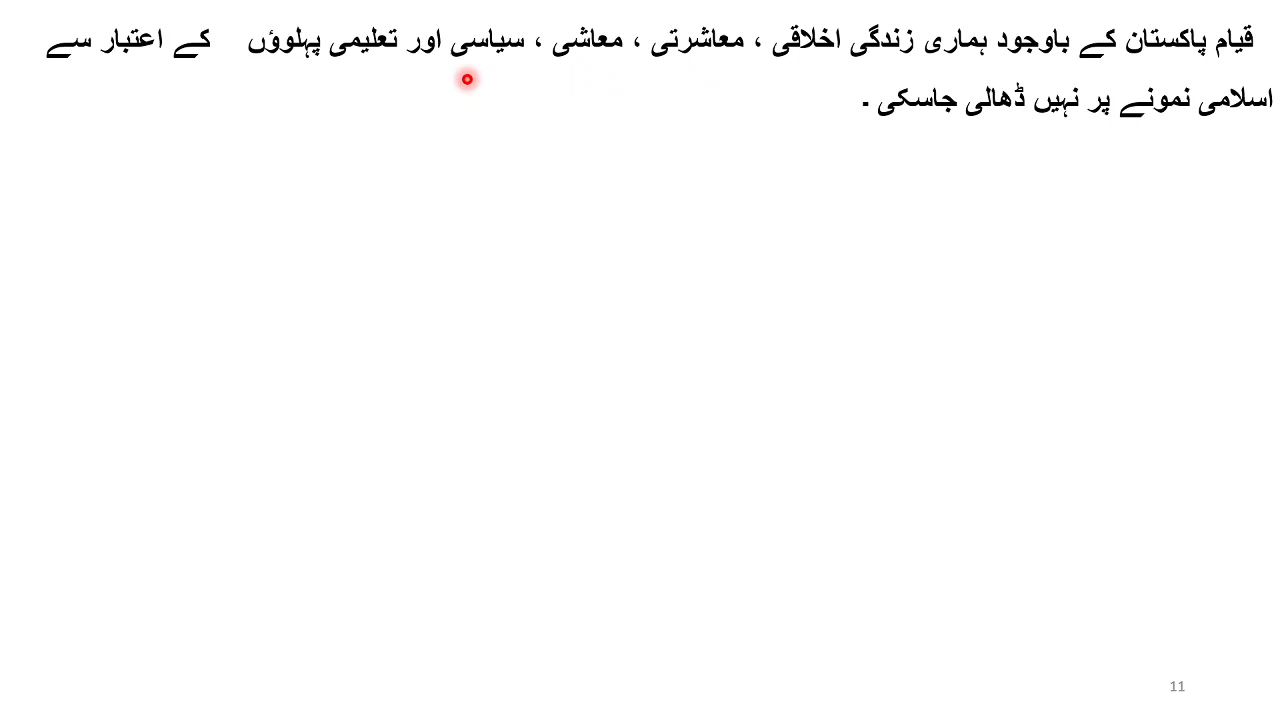 قیام پاکستان کے باوجود ہماری زندگی اخلاقی ، معاشرتی ، معاشی ، سیاسی اور تعلیمی پہلوؤں کے اعتبار سے
اسلامی نمونے پر نہیں ڈھالی جاسکی ۔
11